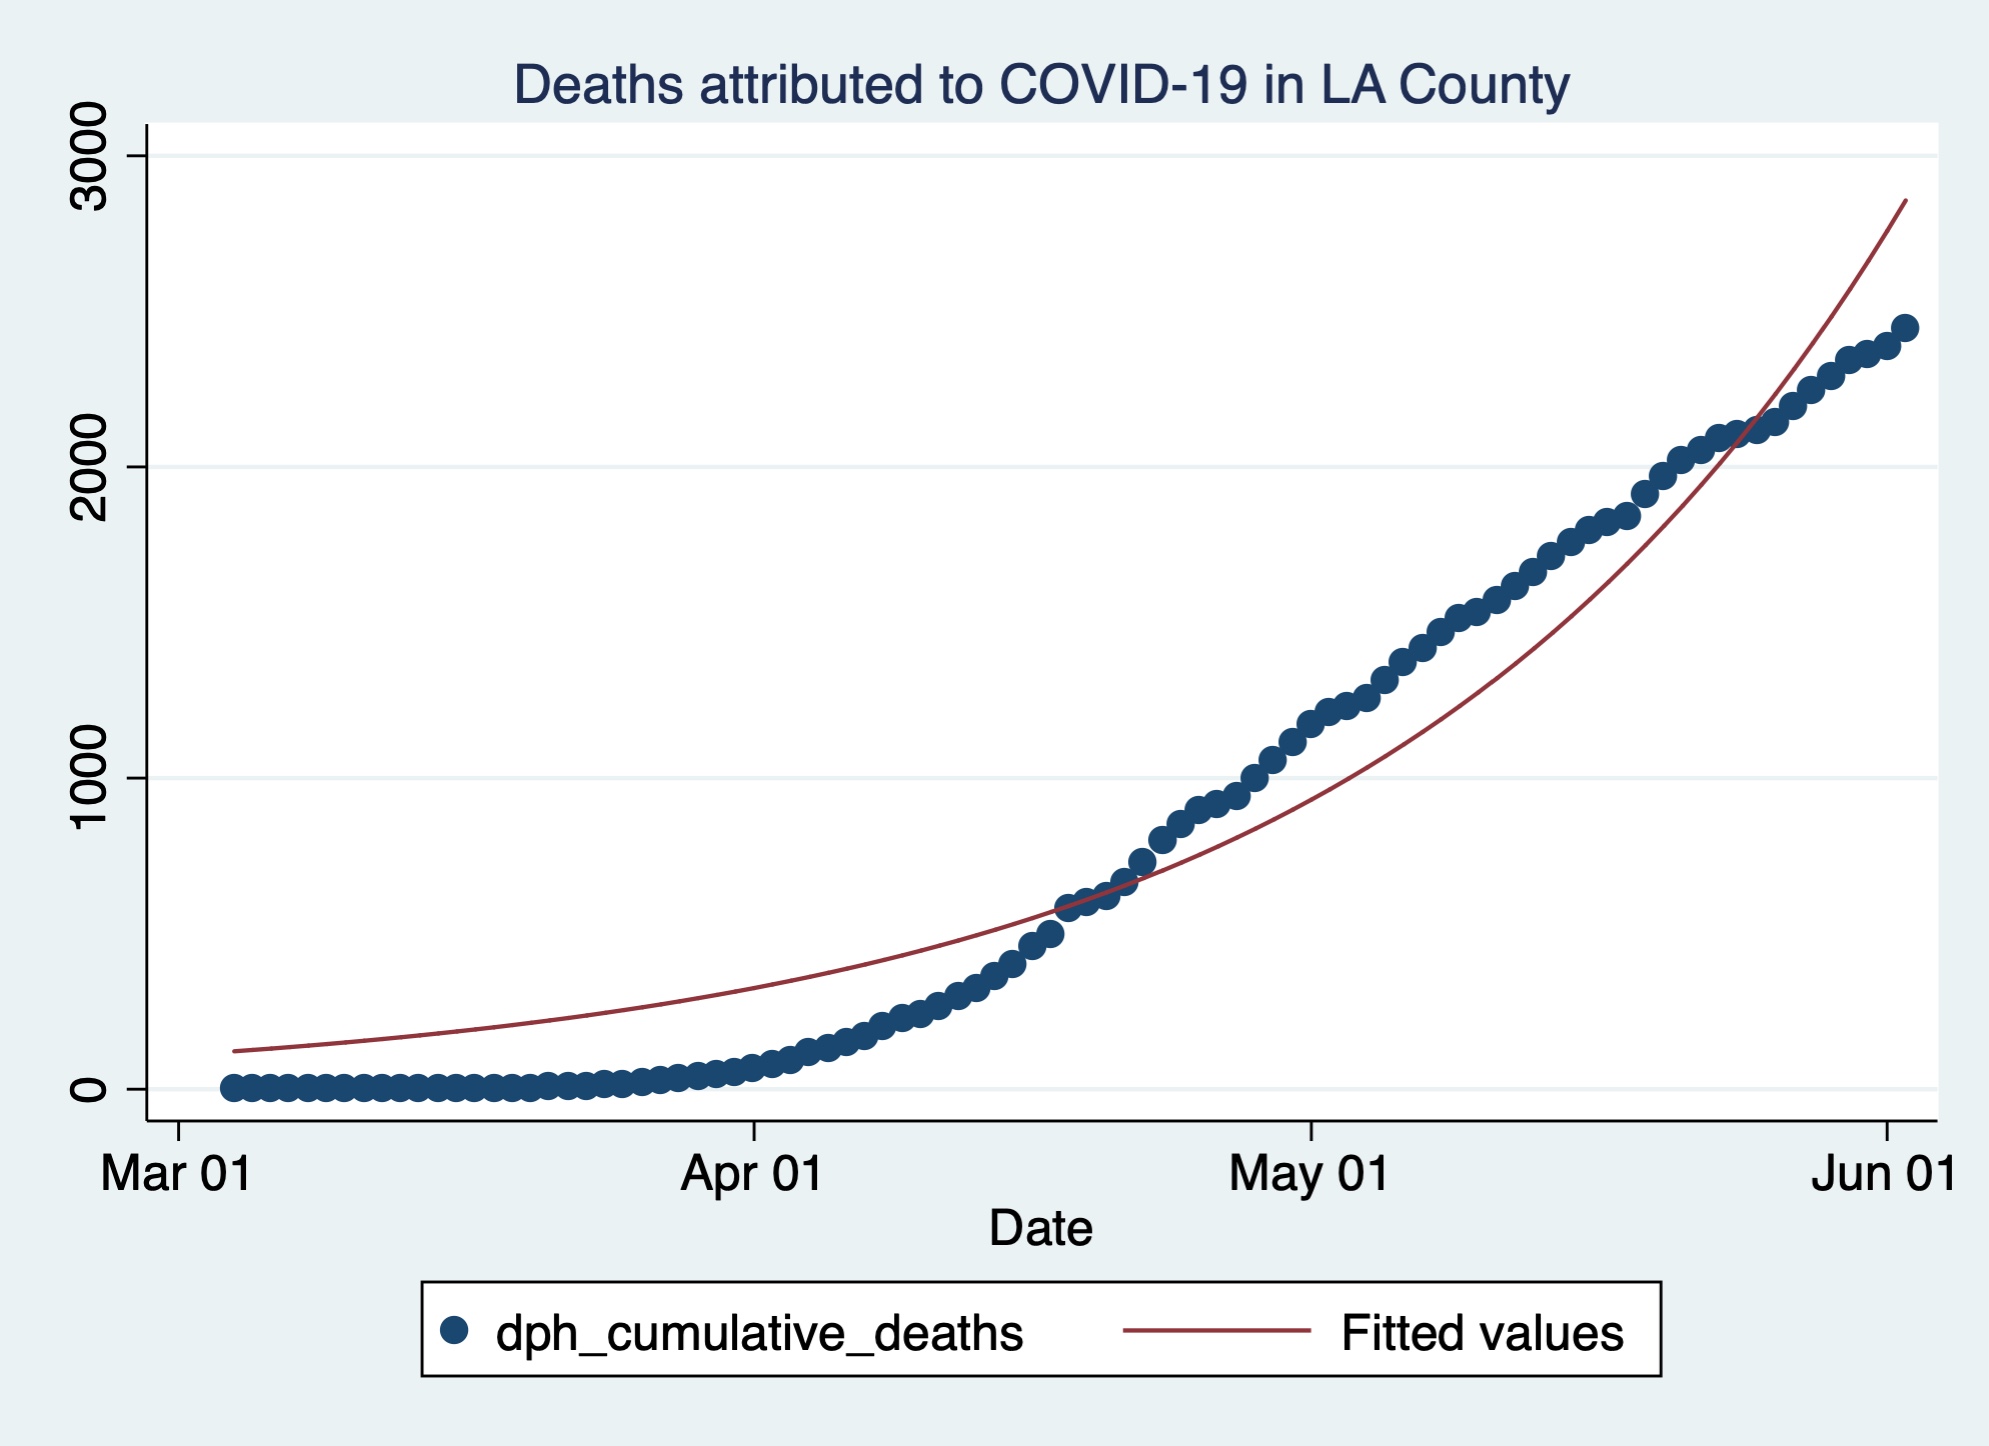 Deaths attributed to COVID-19 in LA County
3000
2000
1000
0
Mar 01 Apr 01 May 01 Jun 01
Date
dph_cumulative_deaths Fitted values